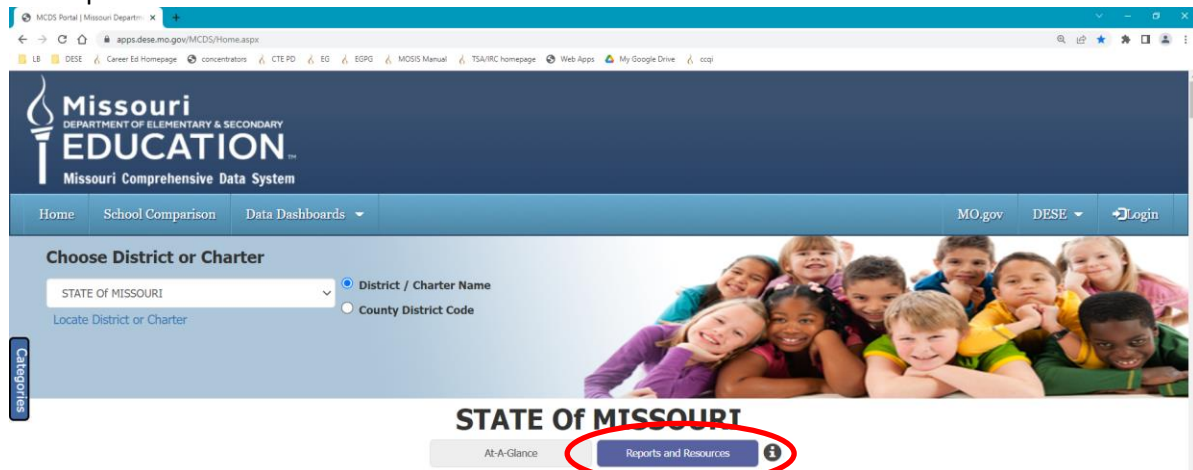 MCDS Portal | Missouri Departm
apps.dese.mo.gov/MCDS/Home.aspx
LB DESE Career Ed Homepage concentrators CTE PD EG EGPG MOSIS Manual TSA/IRC homepage Web Apps My Google Drive ccqi
Missouri
DEPARTMENT OF ELEMENTARY & SECONDARY
EDUCATION™
Missouri Comprehensive Data System
Home School Comparison Data Dashboards MO.gov DESE Login
Choose District or Charter
STATE Of MISSOURI
District / Charter Name
County District Code
Locate District or Charter
Categories
STATE Of MISSOURI
At-A-Glance Reports and Resources